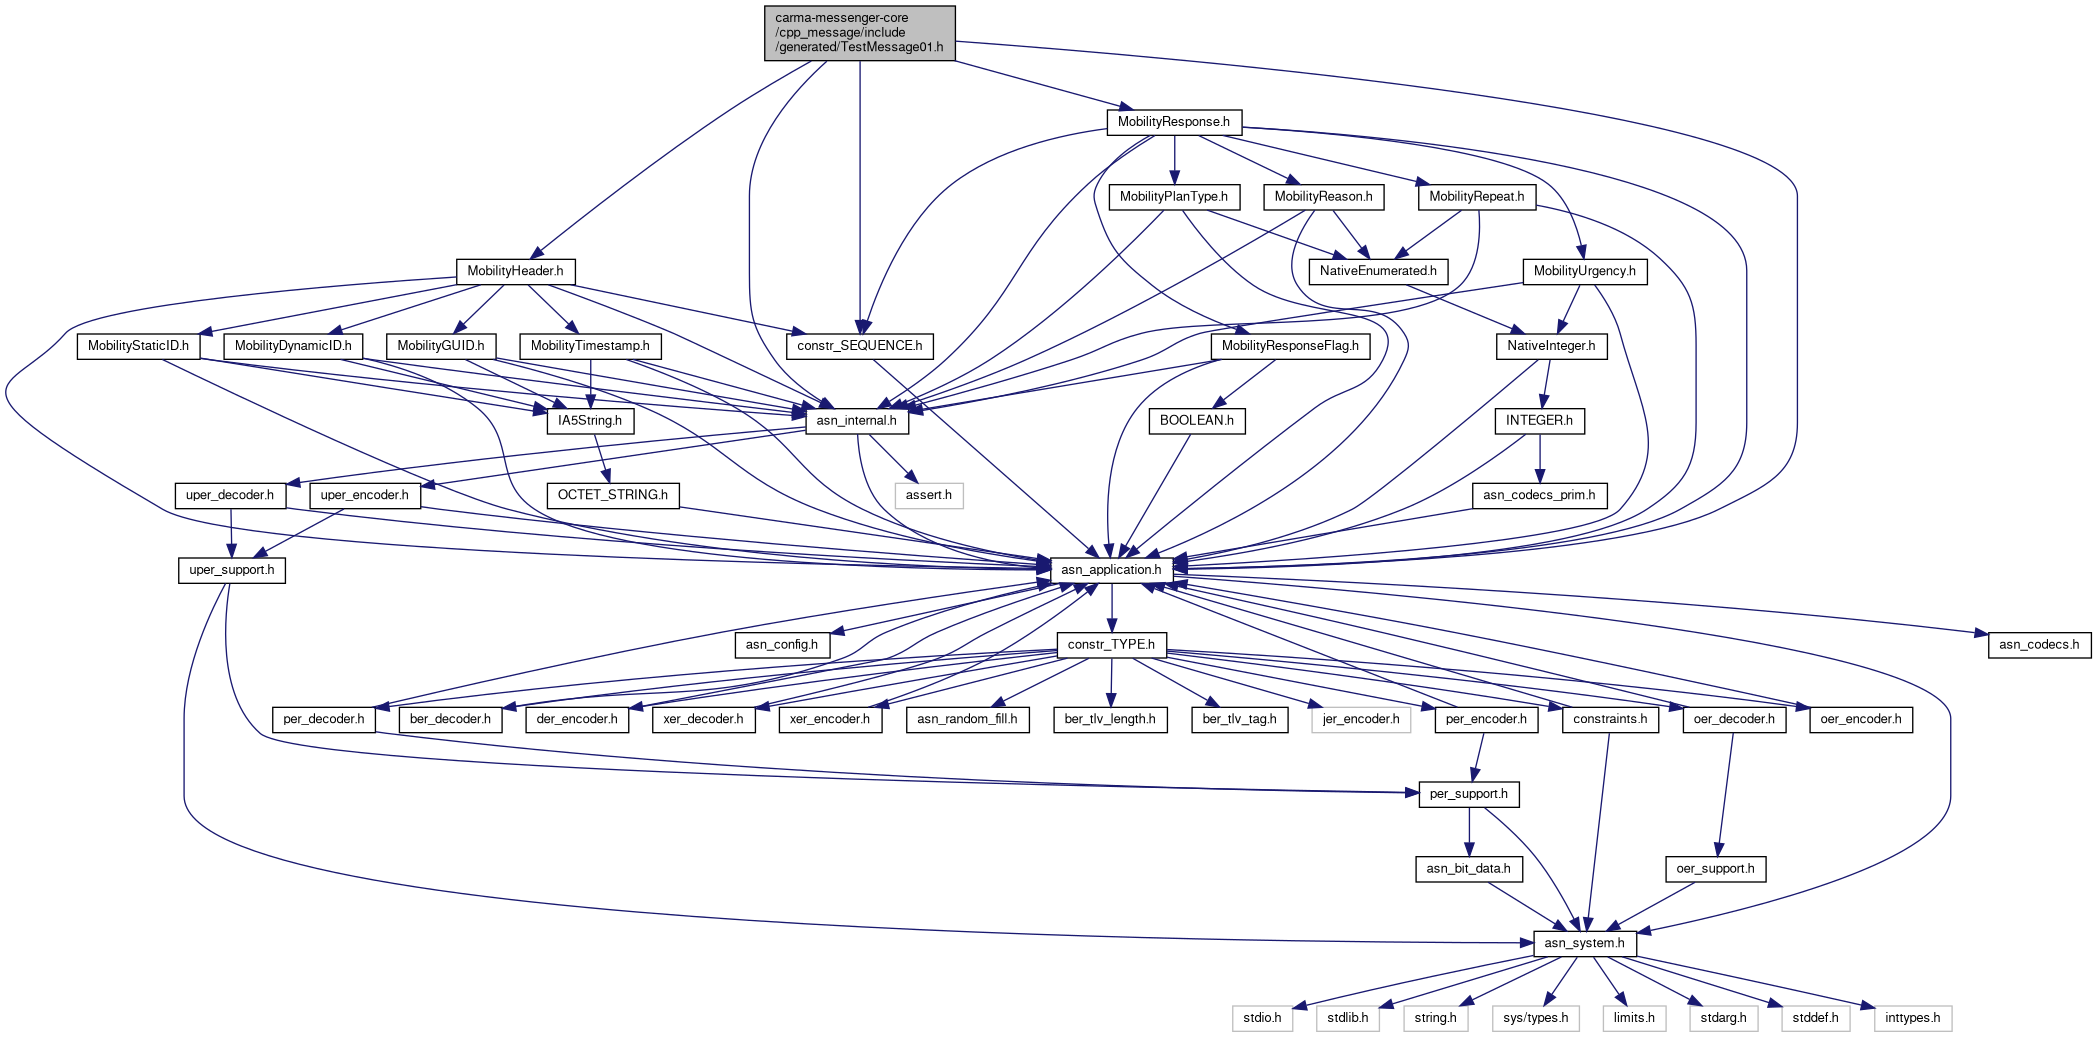 carma-messenger-core
/cpp_message/include
/generated/TestMessage01.h
MobilityResponse.h
MobilityPlanType.h
MobilityReason.h
MobilityRepeat.h
MobilityHeader.h
NativeEnumerated.h
MobilityUrgency.h
MobilityStaticID.h
MobilityDynamicID.h
MobilityGUID.h
MobilityTimestamp.h
constr_SEQUENCE.h
MobilityResponseFlag.h
NativeInteger.h
IA5String.h
asn_internal.h
BOOLEAN.h
INTEGER.h
uper_decoder.h
uper_encoder.h
OCTET_STRING.h
assert.h
asn_codecs_prim.h
uper_support.h
asn_application.h
asn_config.h
constr_TYPE.h
asn_codecs.h
per_decoder.h
ber_decoder.h
der_encoder.h
xer_decoder.h
xer_encoder.h
asn_random_fill.h
ber_tlv_length.h
ber_tlv_tag.h
jer_encoder.h
per_encoder.h
constraints.h
oer_decoder.h
oer_encoder.h
per_support.h
asn_bit_data.h
oer_support.h
asn_system.h
stdio.h
stdlib.h
string.h
sys/types.h
limits.h
stdarg.h
stddef.h
inttypes.h